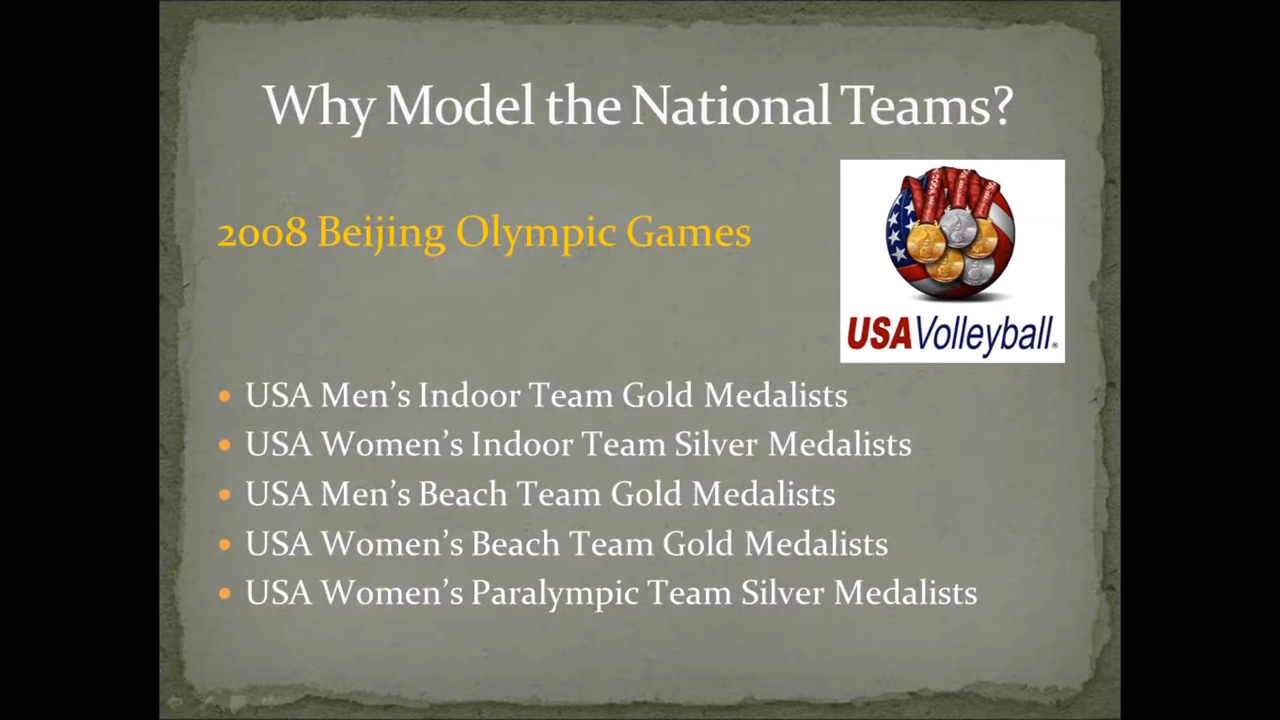 Why Model the National Teams?
2008 Beijing Olympic Games
USA Volleyball®
• USA Men’s Indoor Team Gold Medalists
• USA Women’s Indoor Team Silver Medalists
• USA Men’s Beach Team Gold Medalists
• USA Women’s Beach Team Gold Medalists
• USA Women’s Paralympic Team Silver Medalists